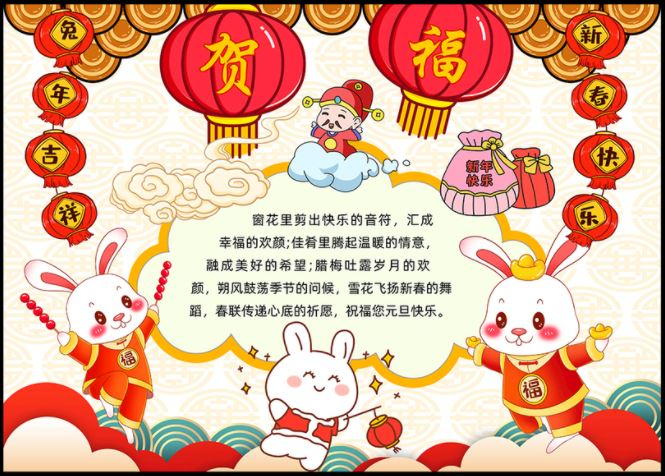 兔年吉祥
贺
福
新春快乐
新年
快乐
窗花里剪出快乐的音符，汇成
幸福的欢颜;佳肴里腾起温暖的情意，
融成美好的希望;腊梅吐露岁月的欢
颜，朔风鼓荡季节的问候，雪花飞扬新春的舞
蹈，春联传递心底的祈愿，祝福您元旦快乐。
福
福